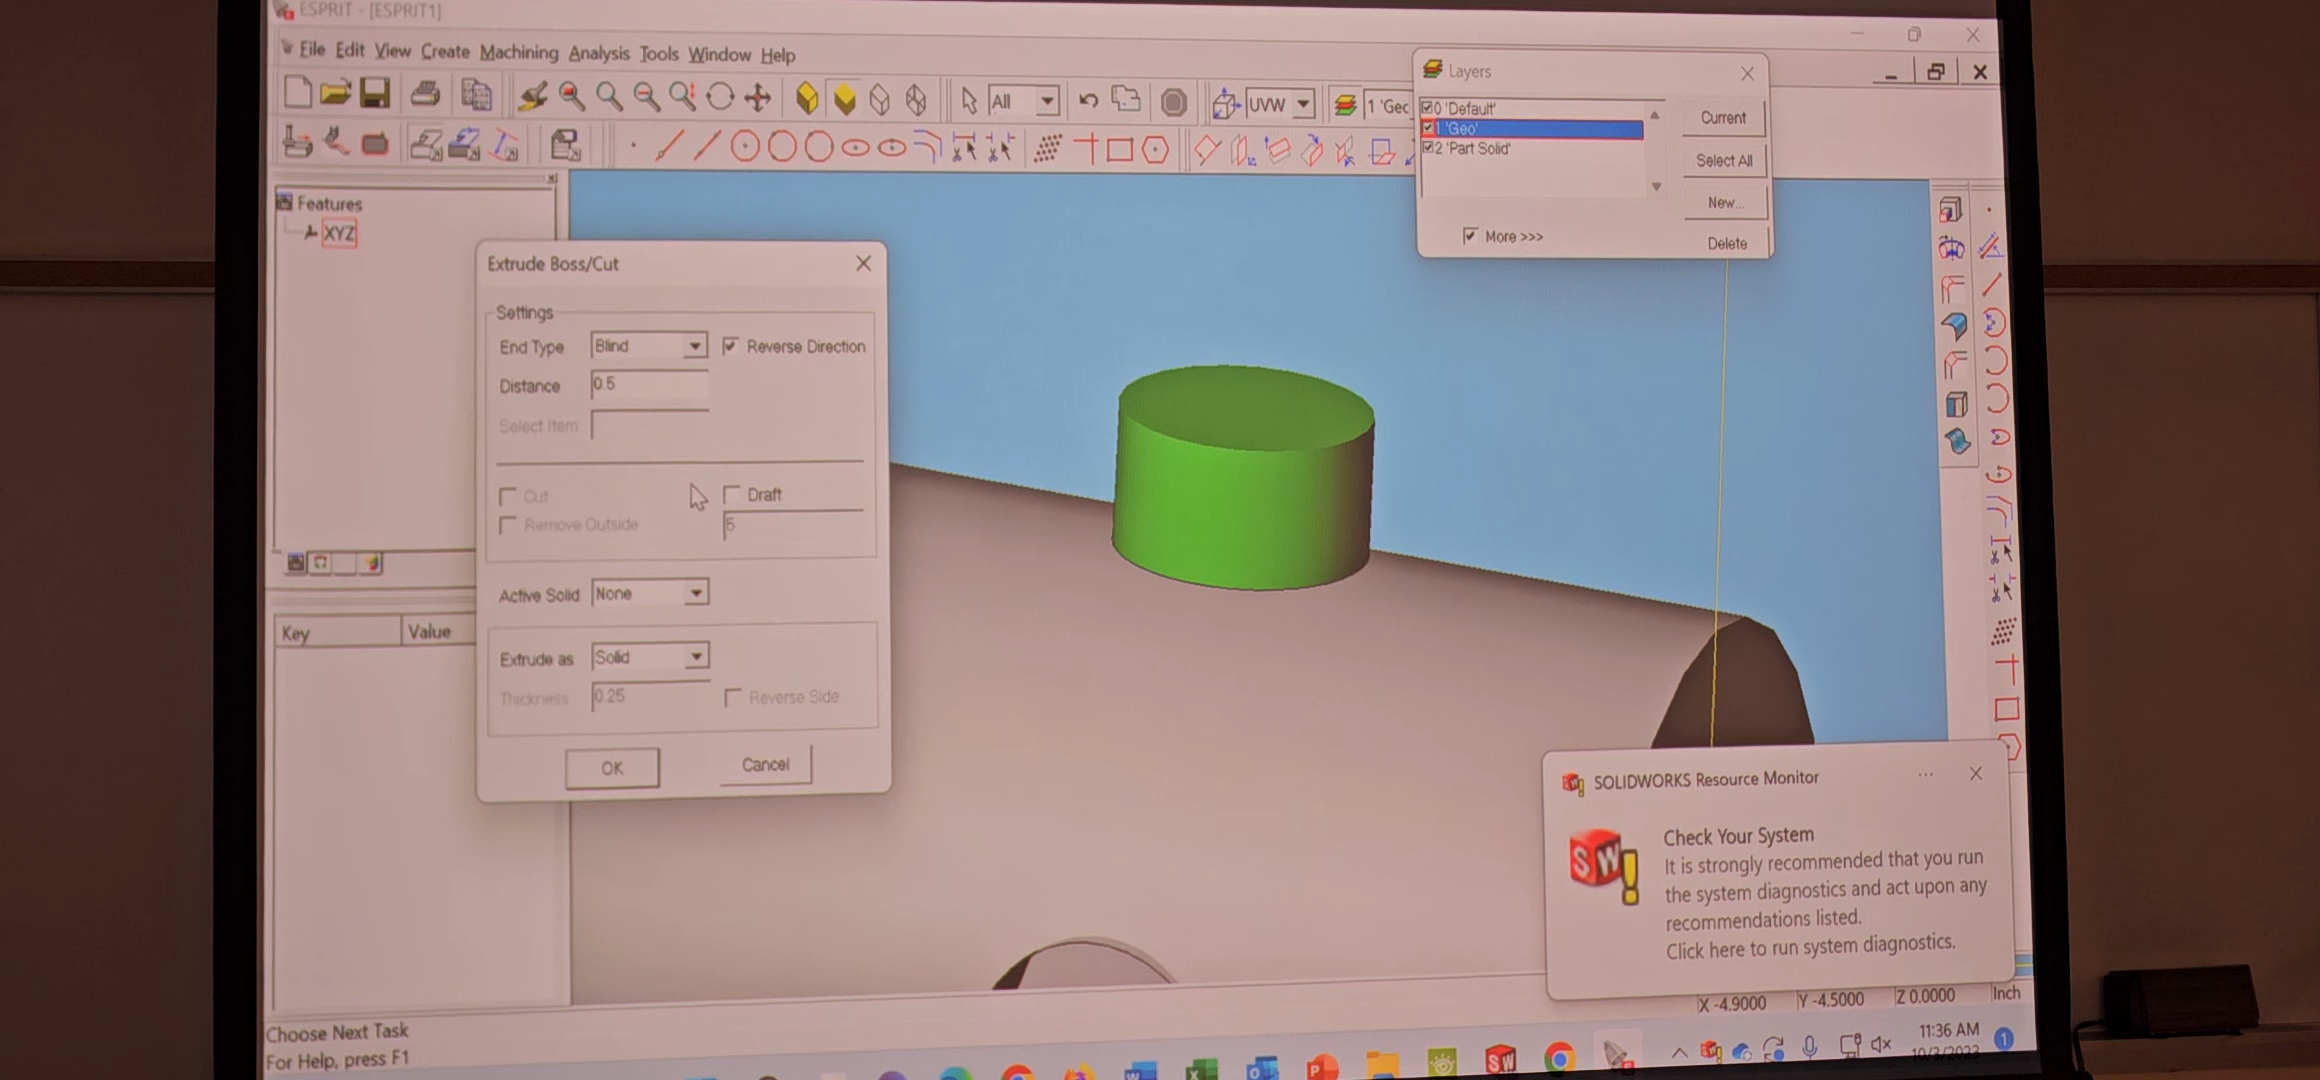 ESPRIT - [ESPRIT1]
File Edit View Create Machining Analysis Tools Window Help
All
UVW
1 'Gec
Layers
0 'Default'
1 'Geo'
2 'Part Solid'
Current
Select All
New...
Delete
More >>>
Features
XYZ
Extrude Boss/Cut
Settings
End Type
Blind
Reverse Direction
Distance
0.5
Select Item
Cut
Draft
Remove Outside
5
Active Solid
None
Extrude as
Solid
Thickness
0.25
Reverse Side
OK
Cancel
Key
Value
SOLIDWORKS Resource Monitor
Check Your System
It is strongly recommended that you run
the system diagnostics and act upon any
recommendations listed.
Click here to run system diagnostics.
X -4.9000
Y -4.5000
Z 0.0000
Inch
Choose Next Task
For Help, press F1
11:36 AM
1